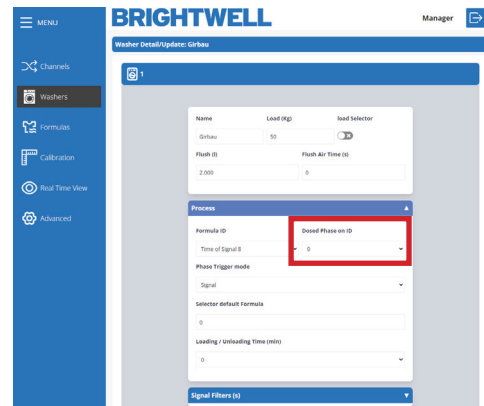 MENU
BRIGHTWELL
Manager
Washer Detail/Update: Girbau
Channels
Washers
Formulas
Calibration
Real Time View
Advanced
1
Name Load (Kg) load Selector
Girbau 50
Flush (l) Flush Air Time (s)
2.000 0
Process
Formula ID Dosed Phase on ID
Time of Signal 8 0
Phase Trigger mode
Signal
Selector default Formula
0
Loading / Unloading Time (min)
0
Signal Filters (s)